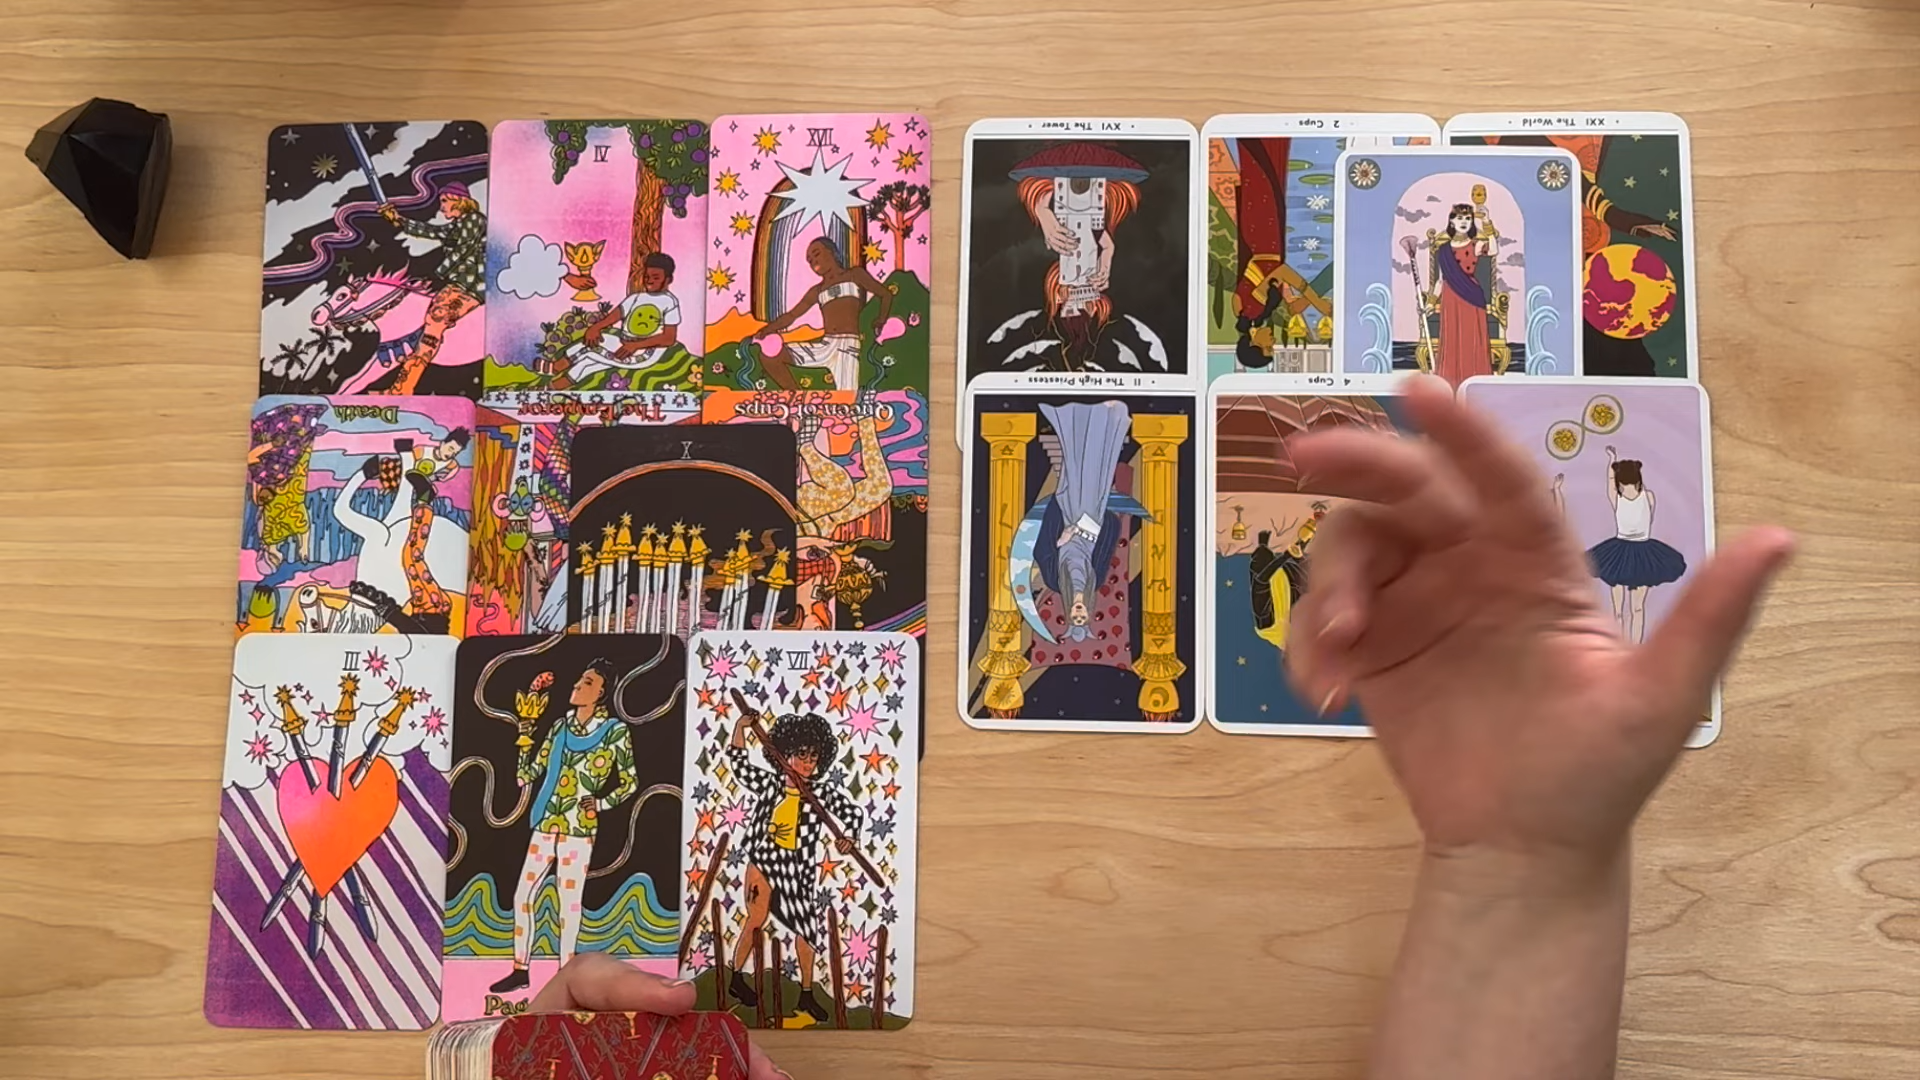 IV
XVII
XVI The Tower
2 Cups
XXI The World
Death
The Emperor
Queen of Cups
X
II The High Priestess
4 Cups
III
VII
Pag